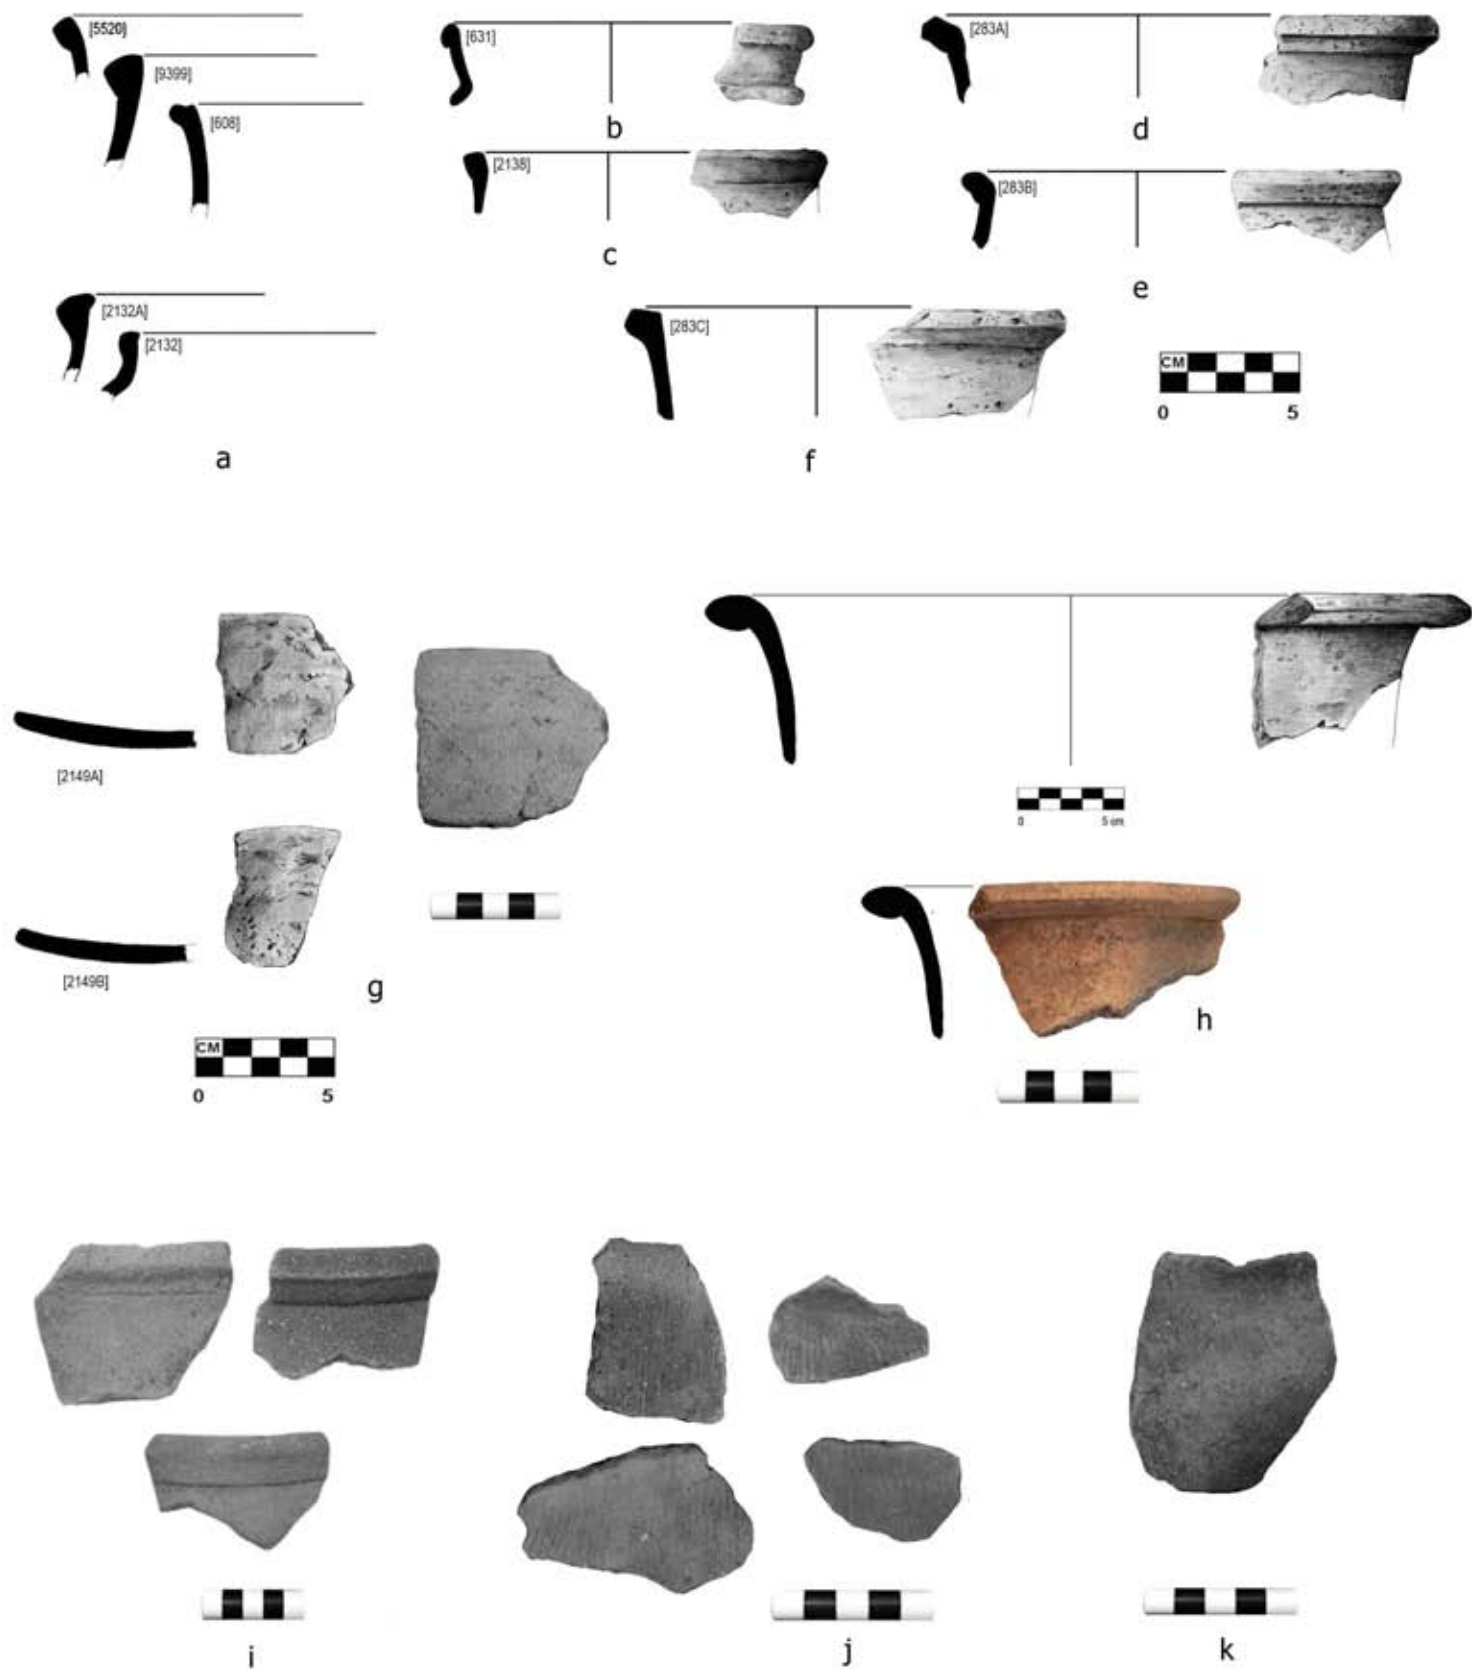 [5520]
[9399]
[608]
[2132A]
[2132]
a
[631]
b
[2138]
c
[283A]
d
[283B]
e
[283C]
f
CM
0 5
[2149A]
[2149B]
g
CM
0 5
0 5 cm
h
i
j
k